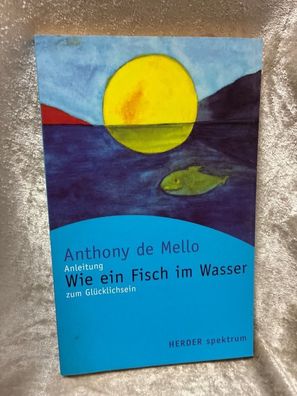 Anthony de Mello
Anleitung
Wie ein Fisch im Wasser
zum Glücklichsein
HERDER spektrum